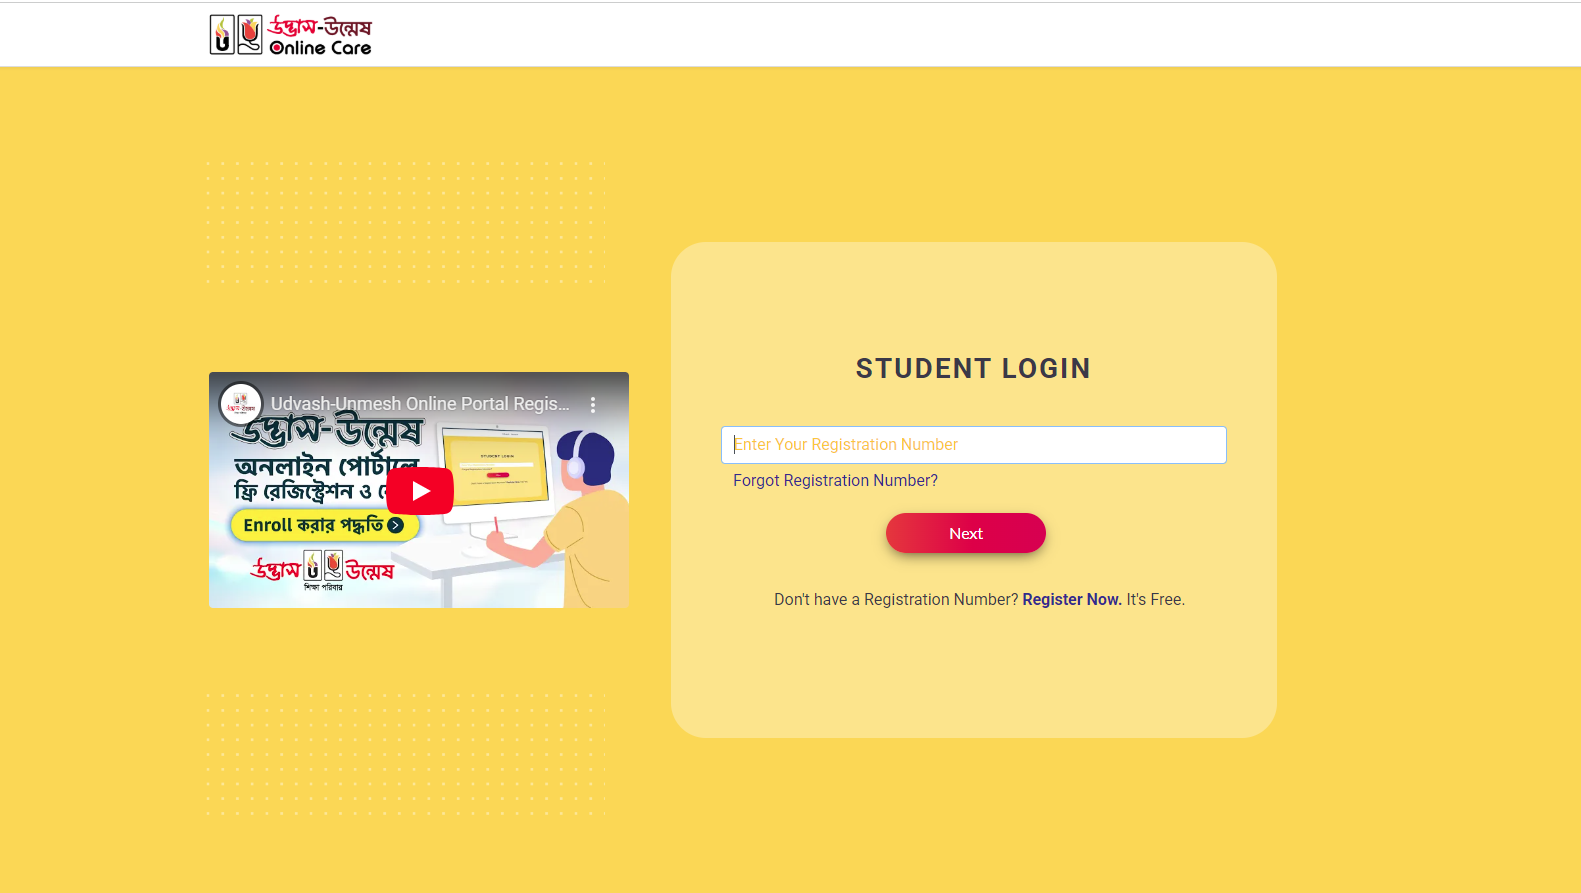 উদ্ভাস-উন্মেষ
Online Care
Udvash-Unmesh Online Portal Regis...
উদ্ভাস-উন্মেষ
অনলাইন পোর্টালে
ফ্রি রেজিস্ট্রেশন ও
Enroll করার পদ্ধতি
উদ্ভাস উন্মেষ
শিক্ষা পরিবার
STUDENT LOGIN
STUDENT LOGIN
Enter Your Registration Number
Forgot Registration Number?
Next
Don't have a Registration Number? Register Now. It's Free.